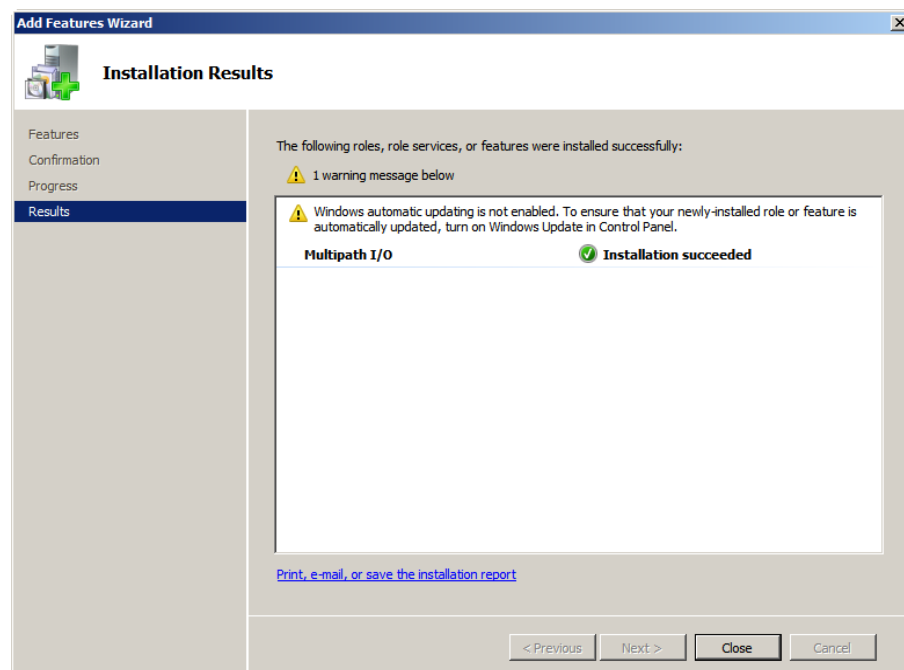 Add Features Wizard
Installation Results
Features
Confirmation
Progress
Results
The following roles, role services, or features were installed successfully:
1 warning message below
Windows automatic updating is not enabled. To ensure that your newly-installed role or feature is
automatically updated, turn on Windows Update in Control Panel.
Multipath I/O Installation succeeded
Print, e-mail, or save the installation report
< Previous Next > Close Cancel